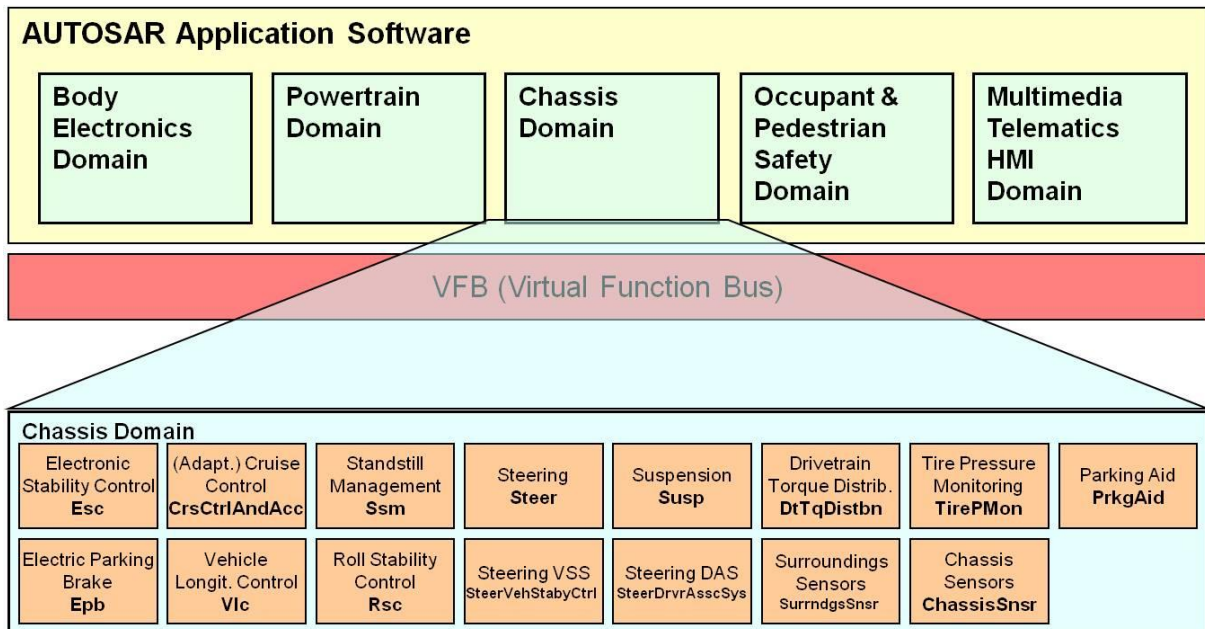 AUTOSAR Application Software
Body
Electronics
Domain
Powertrain
Domain
Chassis
Domain
Occupant &
Pedestrian
Safety
Domain
Multimedia
Telematics
HMI
Domain
VFB (Virtual Function Bus)
Chassis Domain
Electronic
Stability Control
Esc
(Adapt.) Cruise
Control
CrsCtrlAndAcc
Standstill
Management
Ssm
Steering
Steer
Suspension
Susp
Drivetrain
Torque Distrib.
DtTqDistbn
Tire Pressure
Monitoring
TirePMon
Parking Aid
PrkgAid
Electric Parking
Brake
Epb
Vehicle
Longit. Control
Vlc
Roll Stability
Control
Rsc
Steering VSS
SteerVehStabyCtrl
Steering DAS
SteerDrvrAsscSys
Surroundings
Sensors
SurrndgsSnsr
Chassis
Sensors
ChassisSnsr